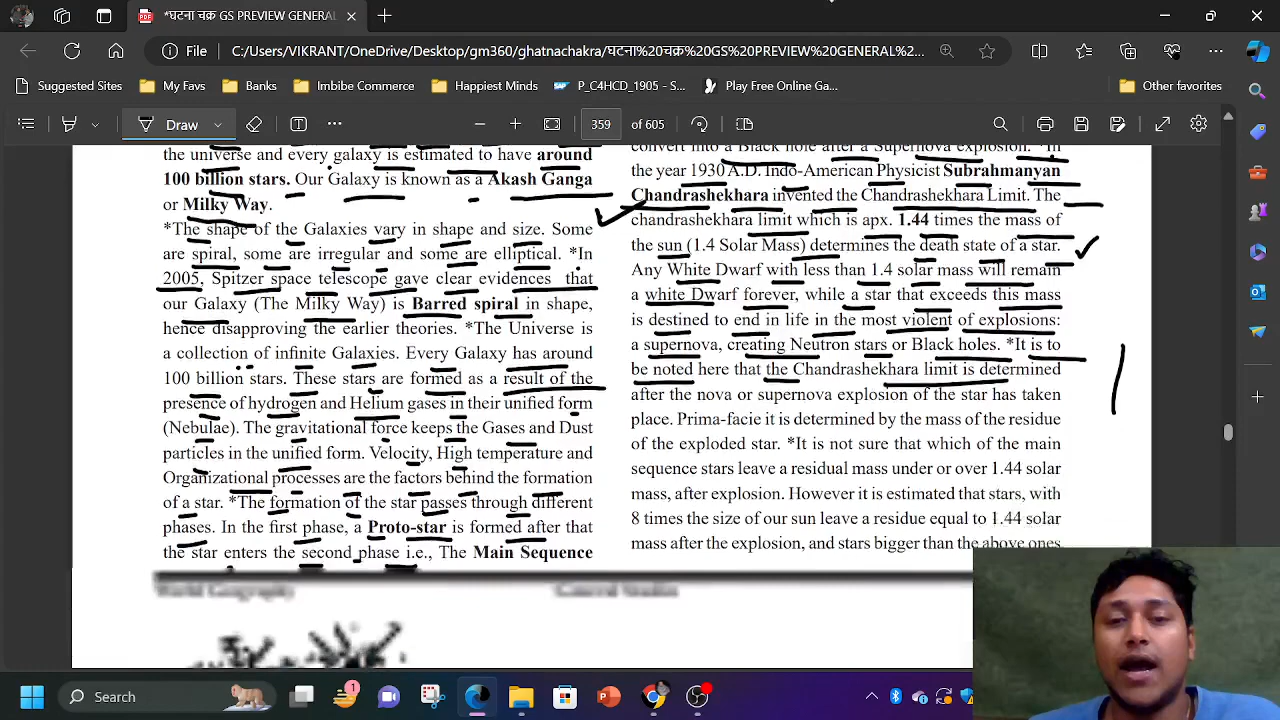 *घटना चक्र GS PREVIEW GENERAL
File
C:/Users/VIKRANT/OneDrive/Desktop/gm360/ghatnachakra/घटना%20चक्र%20GS%20PREVIEW%20GENERAL%2...
Suggested Sites
My Favs
Banks
Imbibe Commerce
Happiest Minds
P_C4HCD_1905 - S...
Play Free Online Ga...
Other favorites
Draw
359
of 605
the universe and every galaxy is estimated to have around
100 billion stars. Our Galaxy is known as a Akash Ganga
or Milky Way.
*The shape of the Galaxies vary in shape and size. Some
are spiral, some are irregular and some are elliptical. *In
2005, Spitzer space telescope gave clear evidences that
our Galaxy (The Milky Way) is Barred spiral in shape,
hence disapproving the earlier theories. *The Universe is
a collection of infinite Galaxies. Every Galaxy has around
100 billion stars. These stars are formed as a result of the
presence of hydrogen and Helium gases in their unified form
(Nebulae). The gravitational force keeps the Gases and Dust
particles in the unified form. Velocity, High temperature and
Organizational processes are the factors behind the formation
of a star. *The formation of the star passes through different
phases. In the first phase, a Proto-star is formed after that
the star enters the second phase i.e., The Main Sequence
convert into a Black hole after a Supernova explosion. *In
the year 1930 A.D. Indo-American Physicist Subrahmanyan
Chandrashekhara invented the Chandrashekhara Limit. The
chandrashekhara limit which is apx. 1.44 times the mass of
the sun (1.4 Solar Mass) determines the death state of a star.
Any White Dwarf with less than 1.4 solar mass will remain
a white Dwarf forever, while a star that exceeds this mass
is destined to end in life in the most violent of explosions:
a supernova, creating Neutron stars or Black holes. *It is to
be noted here that the Chandrashekhara limit is determined
after the nova or supernova explosion of the star has taken
place. Prima-facie it is determined by the mass of the residue
of the exploded star. *It is not sure that which of the main
sequence stars leave a residual mass under or over 1.44 solar
mass, after explosion. However it is estimated that stars, with
8 times the size of our sun leave a residue equal to 1.44 solar
mass after the explosion, and stars bigger than the above ones
World Geography
General Studies
Search
1